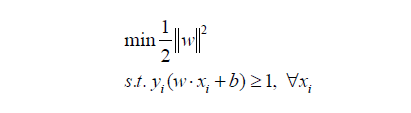 min 1/2 ‖w‖²
s.t. yᵢ(w · xᵢ + b) ≥ 1, ∀xᵢ